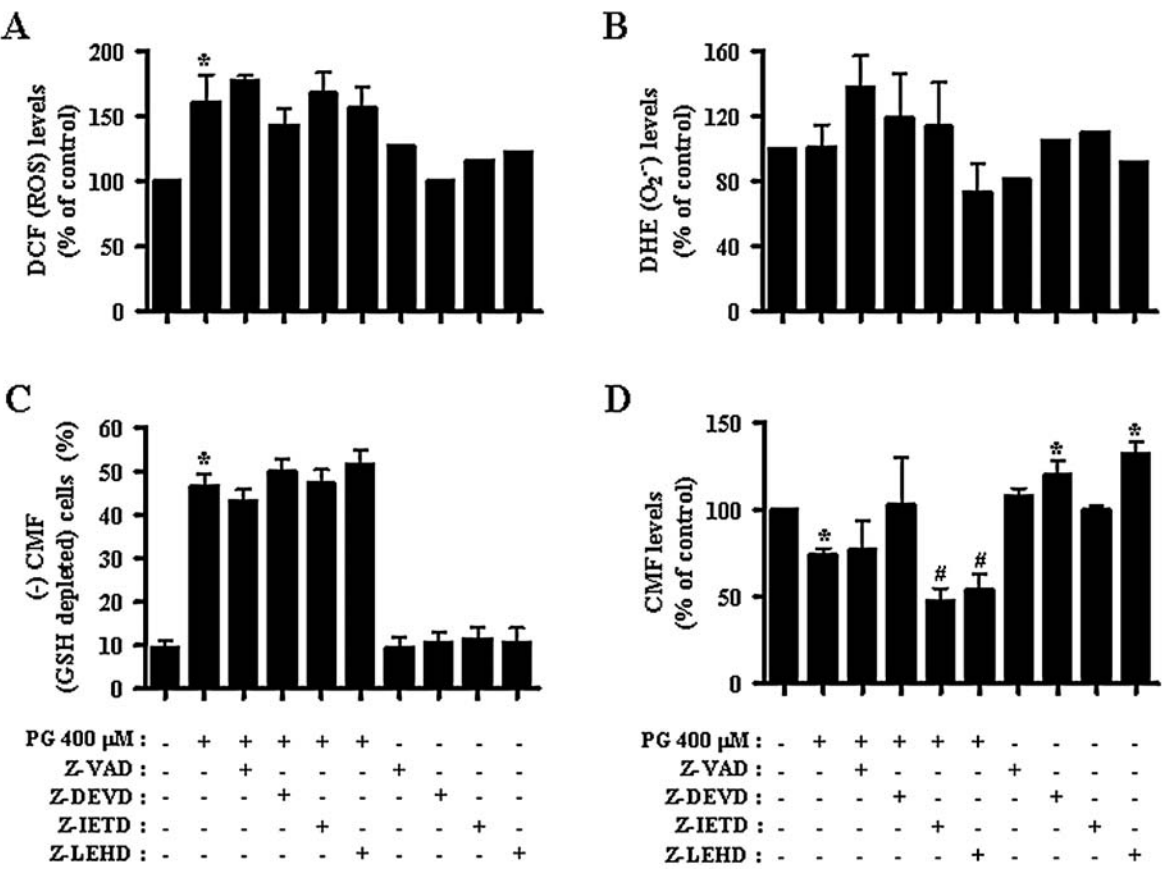 A
DCF (ROS) levels
(% of control)
200
150
100
50
0
*
B
DHE (O₂•⁻) levels
(% of control)
160
120
80
40
0
C
(-) CMF
(GSH depleted) cells (%)
60
50
40
30
20
10
0
*
D
CMF levels
(% of control)
150
100
50
0
* # # * *
PG 400 µM : - + + + + + - - - -
Z-VAD : - - + - - - + - - -
Z-DEVD : - - - + - - - + - -
Z-IETD : - - - - + - - - + -
Z-LEHD : - - - - - + - - - +
PG 400 µM : - + + + + + - - - -
Z-VAD : - - + - - - + - - -
Z-DEVD : - - - + - - - + - -
Z-IETD : - - - - + - - - + -
Z-LEHD : - - - - - + - - - +